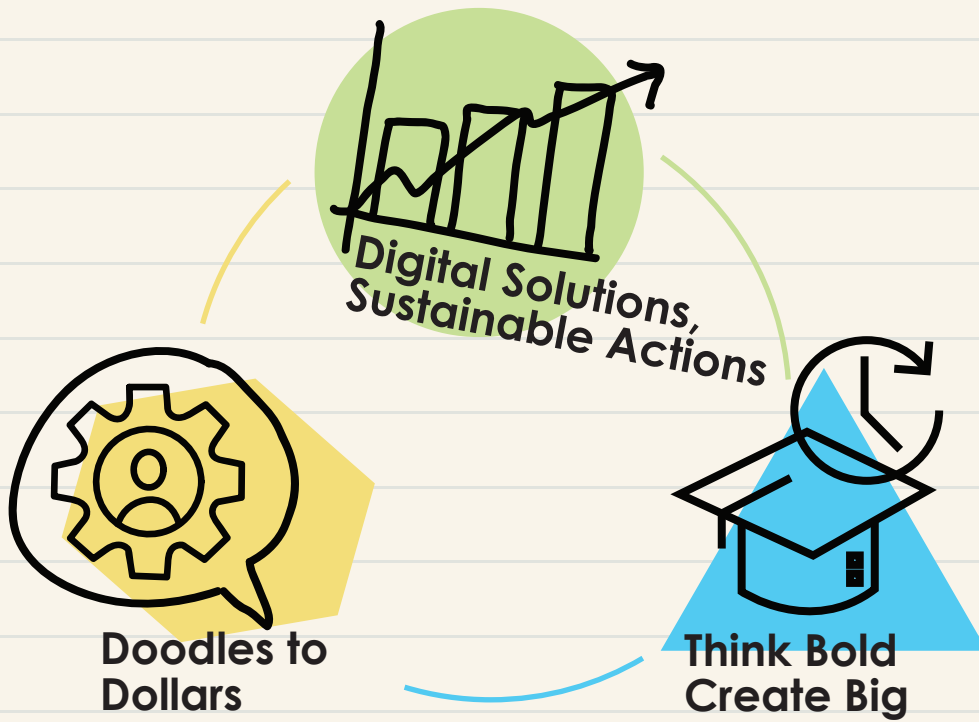 Digital Solutions,
Sustainable Actions
Doodles to
Dollars
Think Bold
Create Big